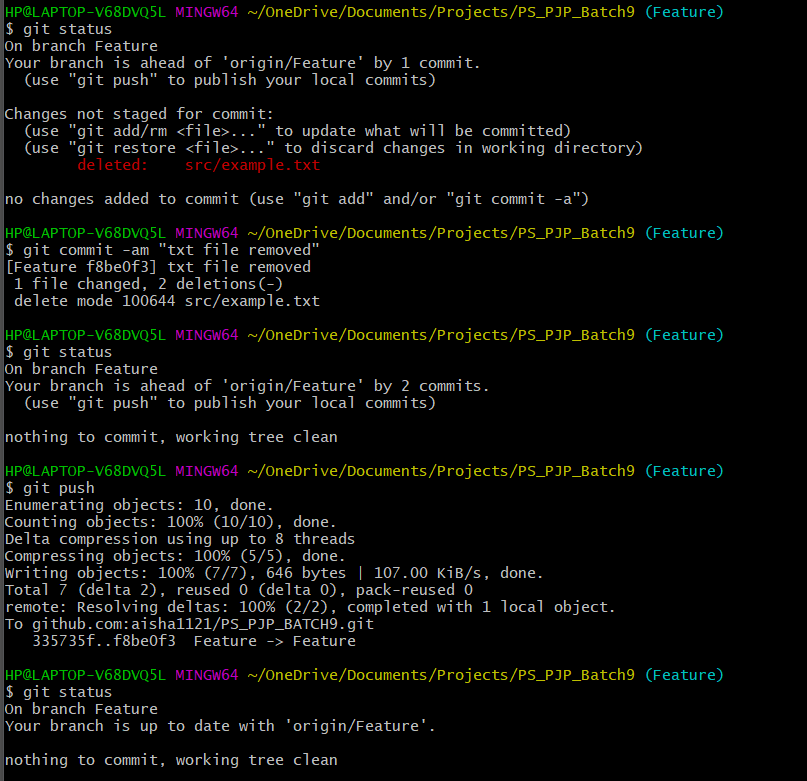 HP@LAPTOP-V68DVQ5L MINGW64 ~/OneDrive/Documents/Projects/PS_PJP_Batch9 (Feature)
$ git status
On branch Feature
Your branch is ahead of 'origin/Feature' by 1 commit.
  (use "git push" to publish your local commits)

Changes not staged for commit:
  (use "git add/rm <file>..." to update what will be committed)
  (use "git restore <file>..." to discard changes in working directory)
        deleted:    src/example.txt

no changes added to commit (use "git add" and/or "git commit -a")

HP@LAPTOP-V68DVQ5L MINGW64 ~/OneDrive/Documents/Projects/PS_PJP_Batch9 (Feature)
$ git commit -am "txt file removed"
[Feature f8be0f3] txt file removed
 1 file changed, 2 deletions(-)
 delete mode 100644 src/example.txt

HP@LAPTOP-V68DVQ5L MINGW64 ~/OneDrive/Documents/Projects/PS_PJP_Batch9 (Feature)
$ git status
On branch Feature
Your branch is ahead of 'origin/Feature' by 2 commits.
  (use "git push" to publish your local commits)

nothing to commit, working tree clean

HP@LAPTOP-V68DVQ5L MINGW64 ~/OneDrive/Documents/Projects/PS_PJP_Batch9 (Feature)
$ git push
Enumerating objects: 10, done.
Counting objects: 100% (10/10), done.
Delta compression using up to 8 threads
Compressing objects: 100% (5/5), done.
Writing objects: 100% (7/7), 646 bytes | 107.00 KiB/s, done.
Total 7 (delta 2), reused 0 (delta 0), pack-reused 0
remote: Resolving deltas: 100% (2/2), completed with 1 local object.
To github.com:aisha1121/PS_PJP_BATCH9.git
   335735f..f8be0f3  Feature -> Feature

HP@LAPTOP-V68DVQ5L MINGW64 ~/OneDrive/Documents/Projects/PS_PJP_Batch9 (Feature)
$ git status
On branch Feature
Your branch is up to date with 'origin/Feature'.

nothing to commit, working tree clean